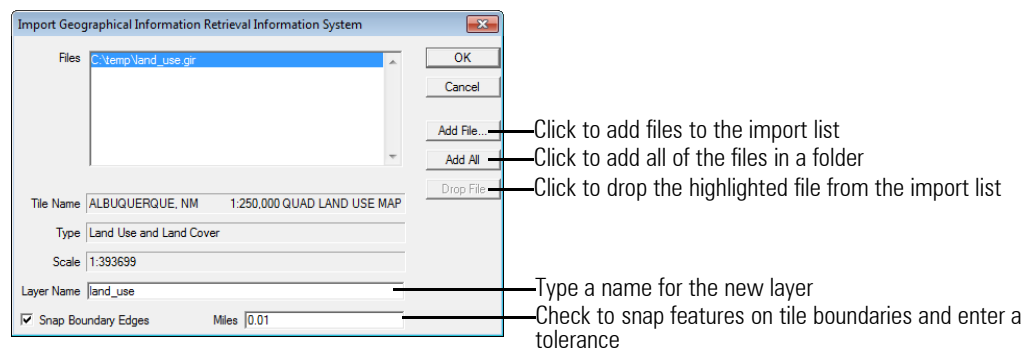 Import Geographical Information Retrieval Information System
Files C:\temp\land_use.gir
OK
Cancel
Add File... Click to add files to the import list
Add All Click to add all of the files in a folder
Drop File Click to drop the highlighted file from the import list
Tile Name ALBUQUERQUE, NM 1:250,000 QUAD LAND USE MAP
Type Land Use and Land Cover
Scale 1:393699
Layer Name land_use Type a name for the new layer
Snap Boundary Edges Miles 0.01 Check to snap features on tile boundaries and enter a
tolerance